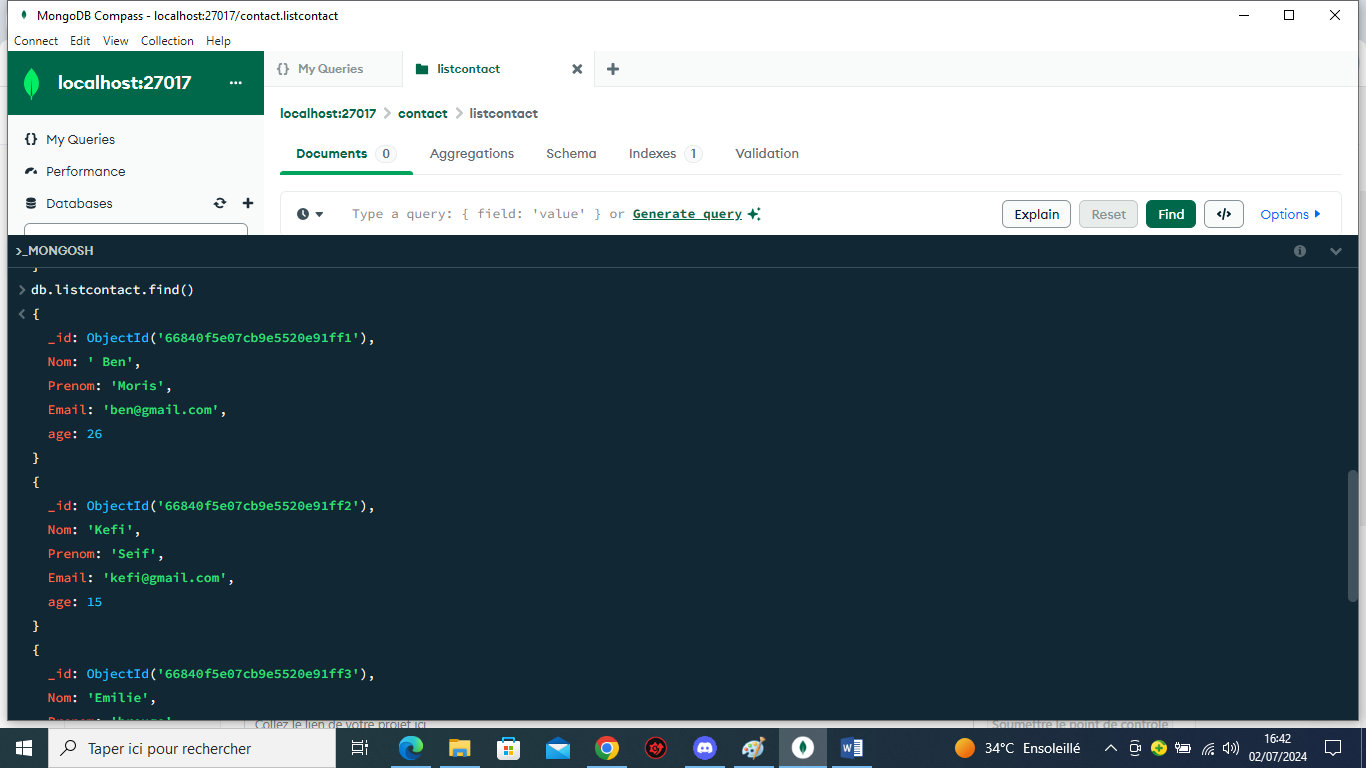 MongoDB Compass - localhost:27017/contact.listcontact
Connect Edit View Collection Help
localhost:27017 ...
{} My Queries
listcontact
localhost:27017 > contact > listcontact
My Queries
Performance
Databases
Documents 0 Aggregations Schema Indexes 1 Validation
Type a query: { field: 'value' } or Generate query
Explain Reset Find </> Options
>_MONGOSH
}
> db.listcontact.find()
< {
_id: ObjectId('66840f5e07cb9e5520e91ff1'),
Nom: ' Ben',
Prenom: 'Moris',
Email: 'ben@gmail.com',
age: 26
}
{
_id: ObjectId('66840f5e07cb9e5520e91ff2'),
Nom: 'Kefi',
Prenom: 'Seif',
Email: 'kefi@gmail.com',
age: 15
}
{
_id: ObjectId('66840f5e07cb9e5520e91ff3'),
Nom: 'Emilie',
Collez le lien de votre projet ici
Soumettre le point de contrôle
Taper ici pour rechercher
34°C Ensoleillé
16:42
02/07/2024